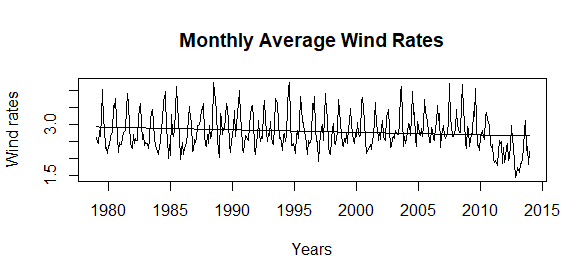 Monthly Average Wind Rates
Wind rates
3.0
1.5
1980 1985 1990 1995 2000 2005 2010 2015
Years